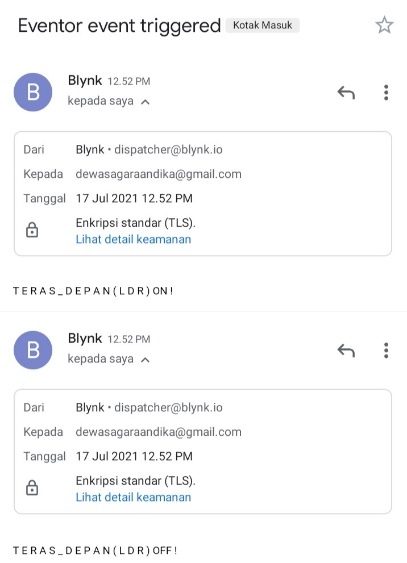 Eventor event triggered Kotak Masuk
B
Blynk 12.52 PM
kepada saya
Dari Blynk • dispatcher@blynk.io
Kepada dewasagaraandika@gmail.com
Tanggal 17 Jul 2021 12.52 PM
Enkripsi standar (TLS).
Lihat detail keamanan
TERAS_DEPAN(LDR)ON!
B
Blynk 12.52 PM
kepada saya
Dari Blynk • dispatcher@blynk.io
Kepada dewasagaraandika@gmail.com
Tanggal 17 Jul 2021 12.52 PM
Enkripsi standar (TLS).
Lihat detail keamanan
TERAS_DEPAN(LDR)OFF!